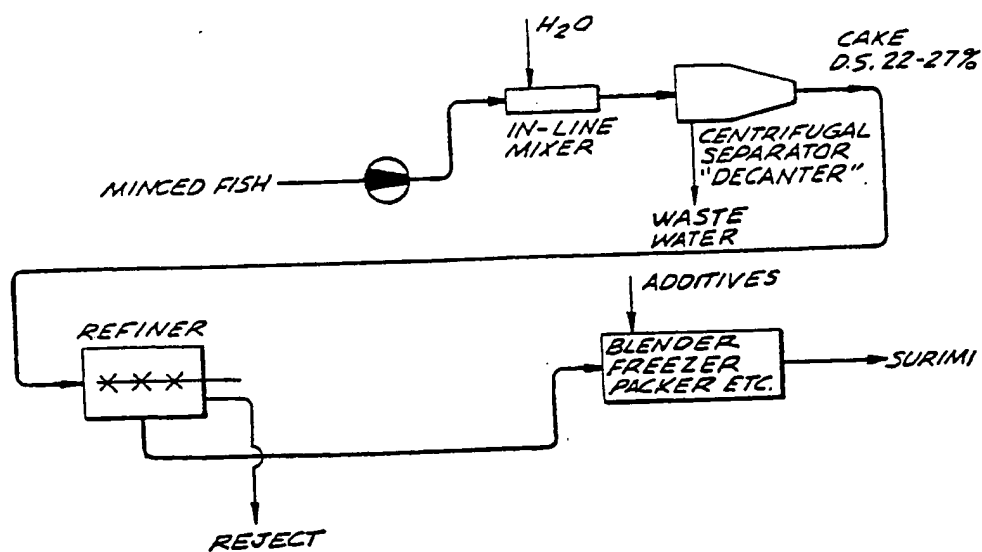 H₂O
CAKE
D.S. 22-27%
IN-LINE
MIXER
CENTRIFUGAL
SEPARATOR
"DECANTER"
MINCED FISH
WASTE
WATER
ADDITIVES
REFINER
BLENDER
FREEZER
PACKER ETC.
SURIMI
REJECT